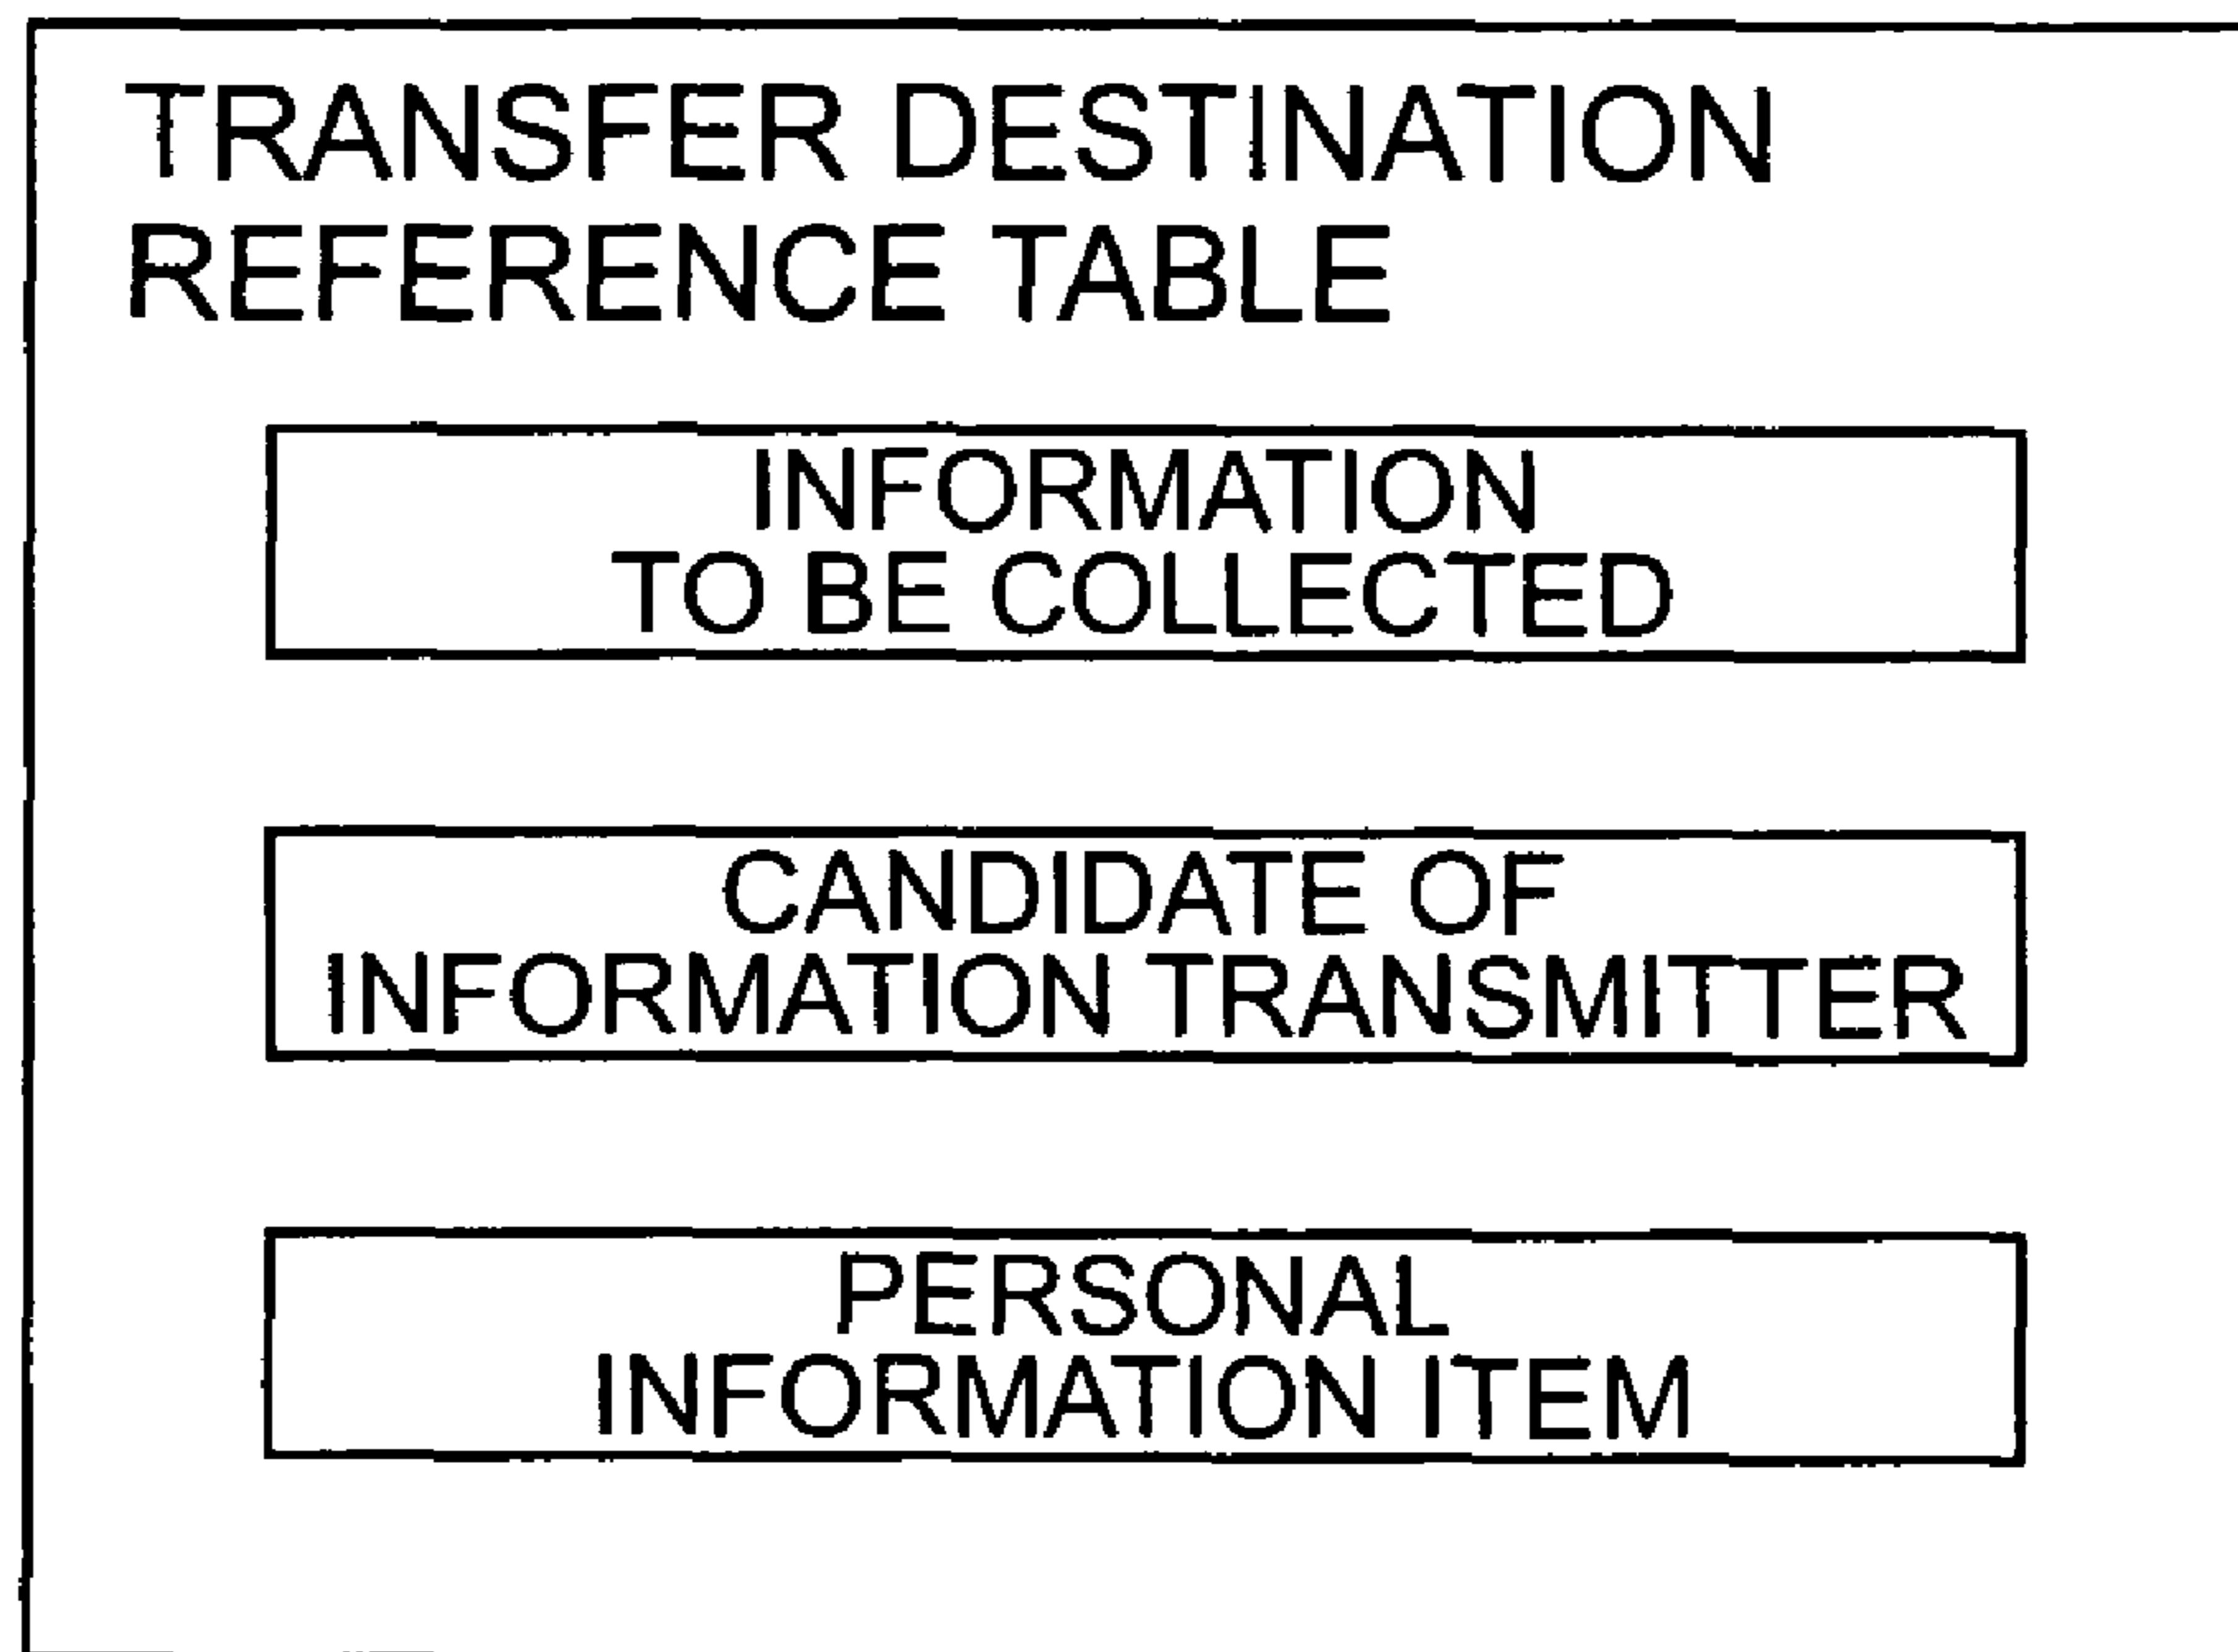 TRANSFER DESTINATION
REFERENCE TABLE
INFORMATION
TO BE COLLECTED
CANDIDATE OF
INFORMATION TRANSMITTER
PERSONAL
INFORMATION ITEM